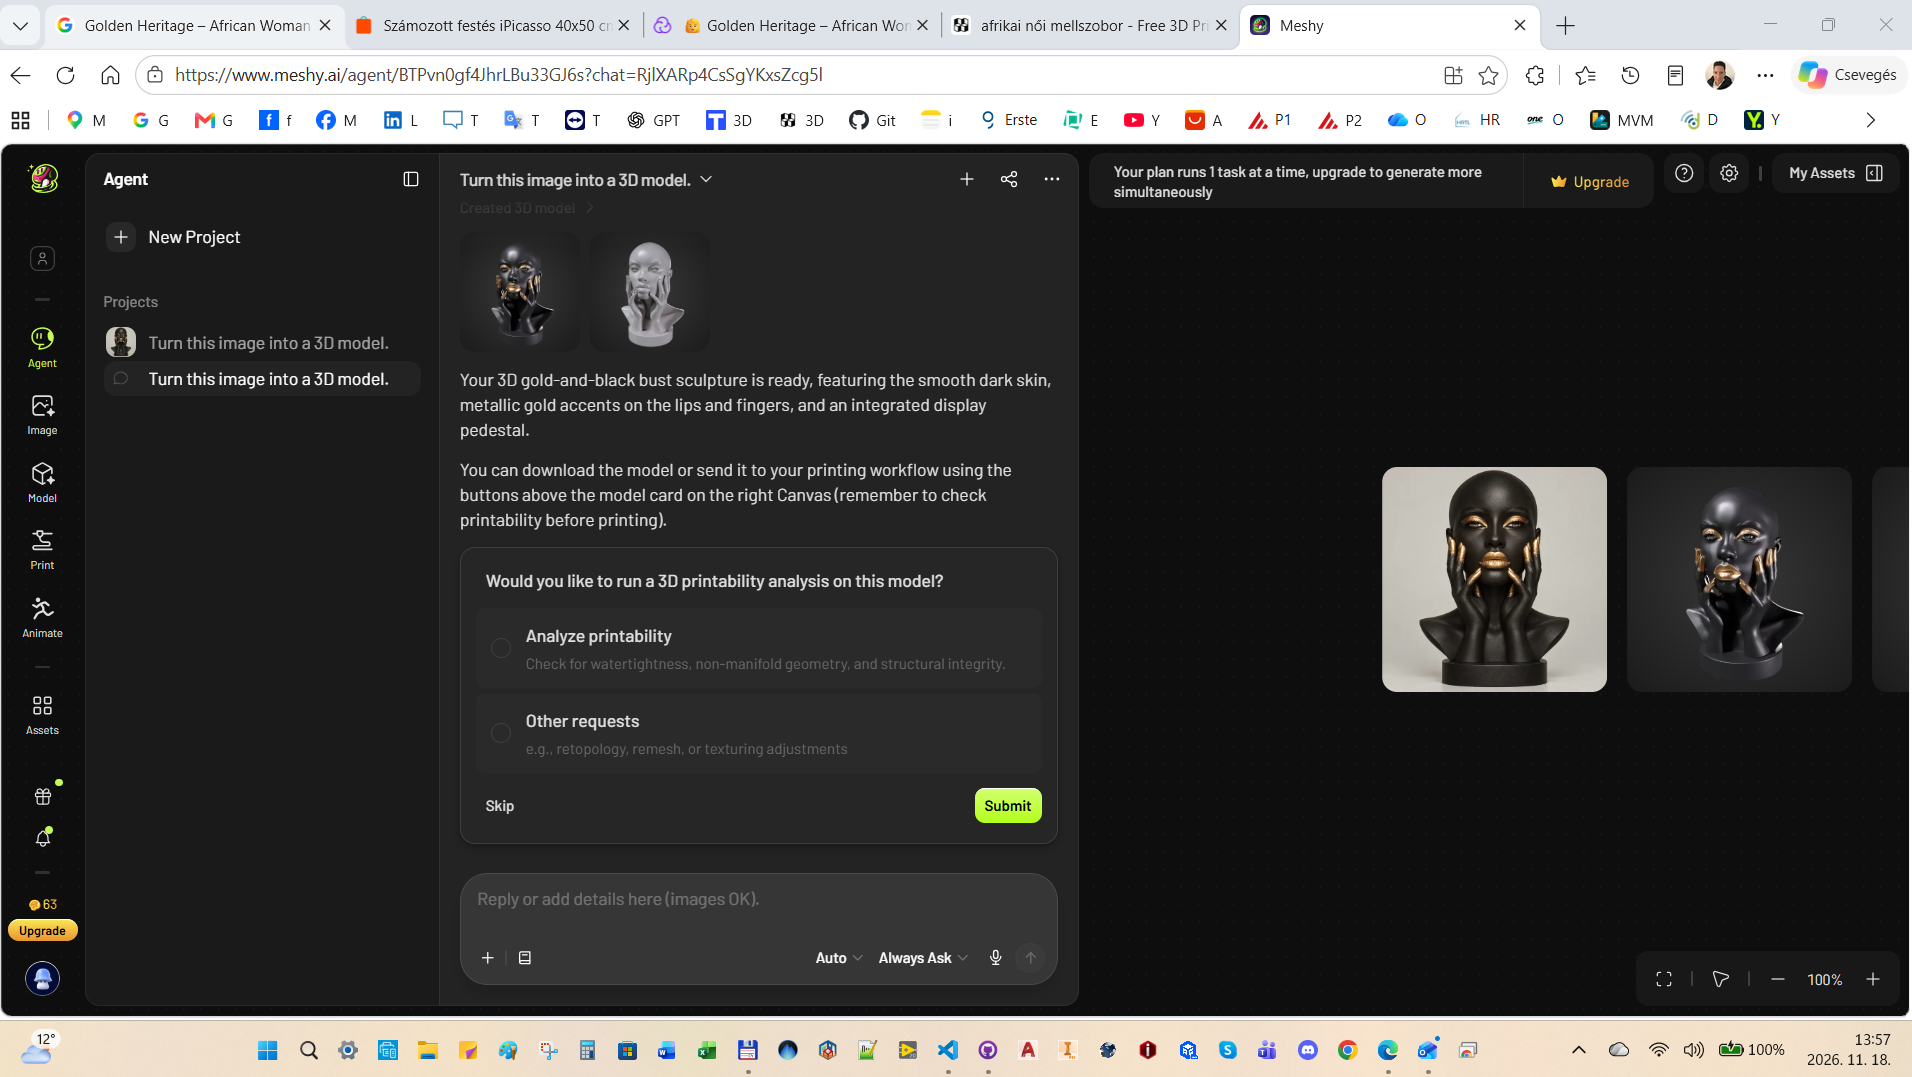 Golden Heritage – African Woman
Számozott festés iPicasso 40x50 cm
Golden Heritage – African Wom
afrikai női mellszobor - Free 3D Pri
Meshy
https://www.meshy.ai/agent/BTPvn0gf4JhrLBu33GJ6s?chat=RjlXARp4CsSgYKxsZcg5l
Csevegés
M
G
G
f
M
L
T
T
T
GPT
3D
3D
Git
i
Erste
E
Y
A
P1
P2
O
HR
one
O
MVM
D
Y
Agent
New Project
Projects
Turn this image into a 3D model.
Turn this image into a 3D model.
Agent
Image
Model
Print
Animate
Assets
63
Upgrade
Turn this image into a 3D model.
Created 3D model
Your 3D gold-and-black bust sculpture is ready, featuring the smooth dark skin,
metallic gold accents on the lips and fingers, and an integrated display
pedestal.
You can download the model or send it to your printing workflow using the
buttons above the model card on the right Canvas (remember to check
printability before printing).
Would you like to run a 3D printability analysis on this model?
Analyze printability
Check for watertightness, non-manifold geometry, and structural integrity.
Other requests
e.g., retopology, remesh, or texturing adjustments
Skip
Submit
Reply or add details here (images OK).
Auto
Always Ask
Your plan runs 1 task at a time, upgrade to generate more
simultaneously
Upgrade
My Assets
100%
12°
100%
13:57
2026. 11. 18.